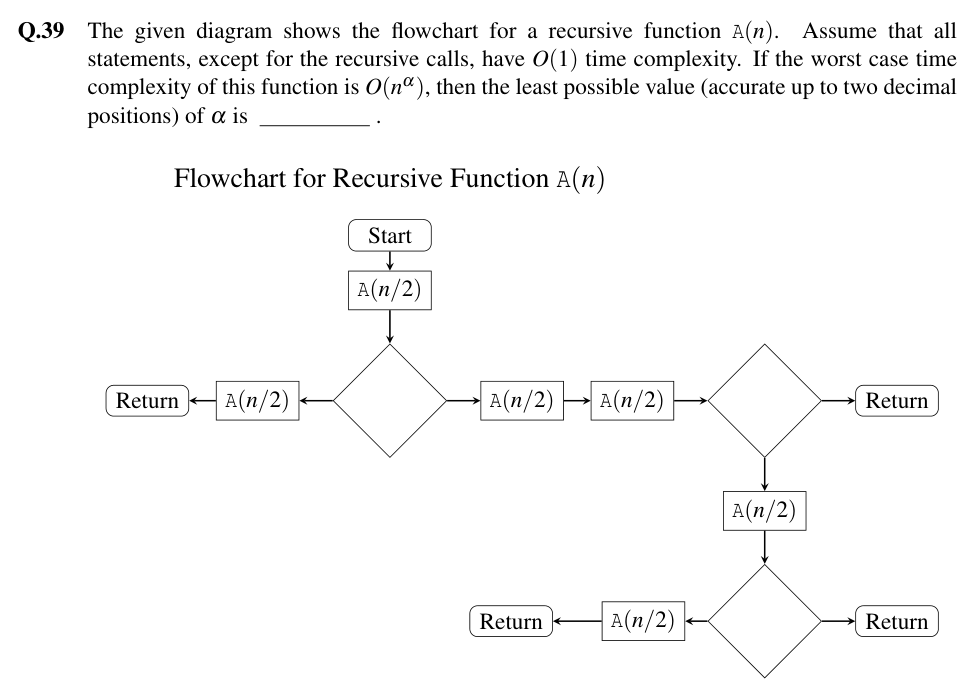 Q.39 The given diagram shows the flowchart for a recursive function A(n). Assume that all
statements, except for the recursive calls, have O(1) time complexity. If the worst case time
complexity of this function is O(n^α), then the least possible value (accurate up to two decimal
positions) of α is __________ .
Flowchart for Recursive Function A(n)
Start
A(n/2)
Return A(n/2) A(n/2) A(n/2) Return
A(n/2)
Return A(n/2) Return